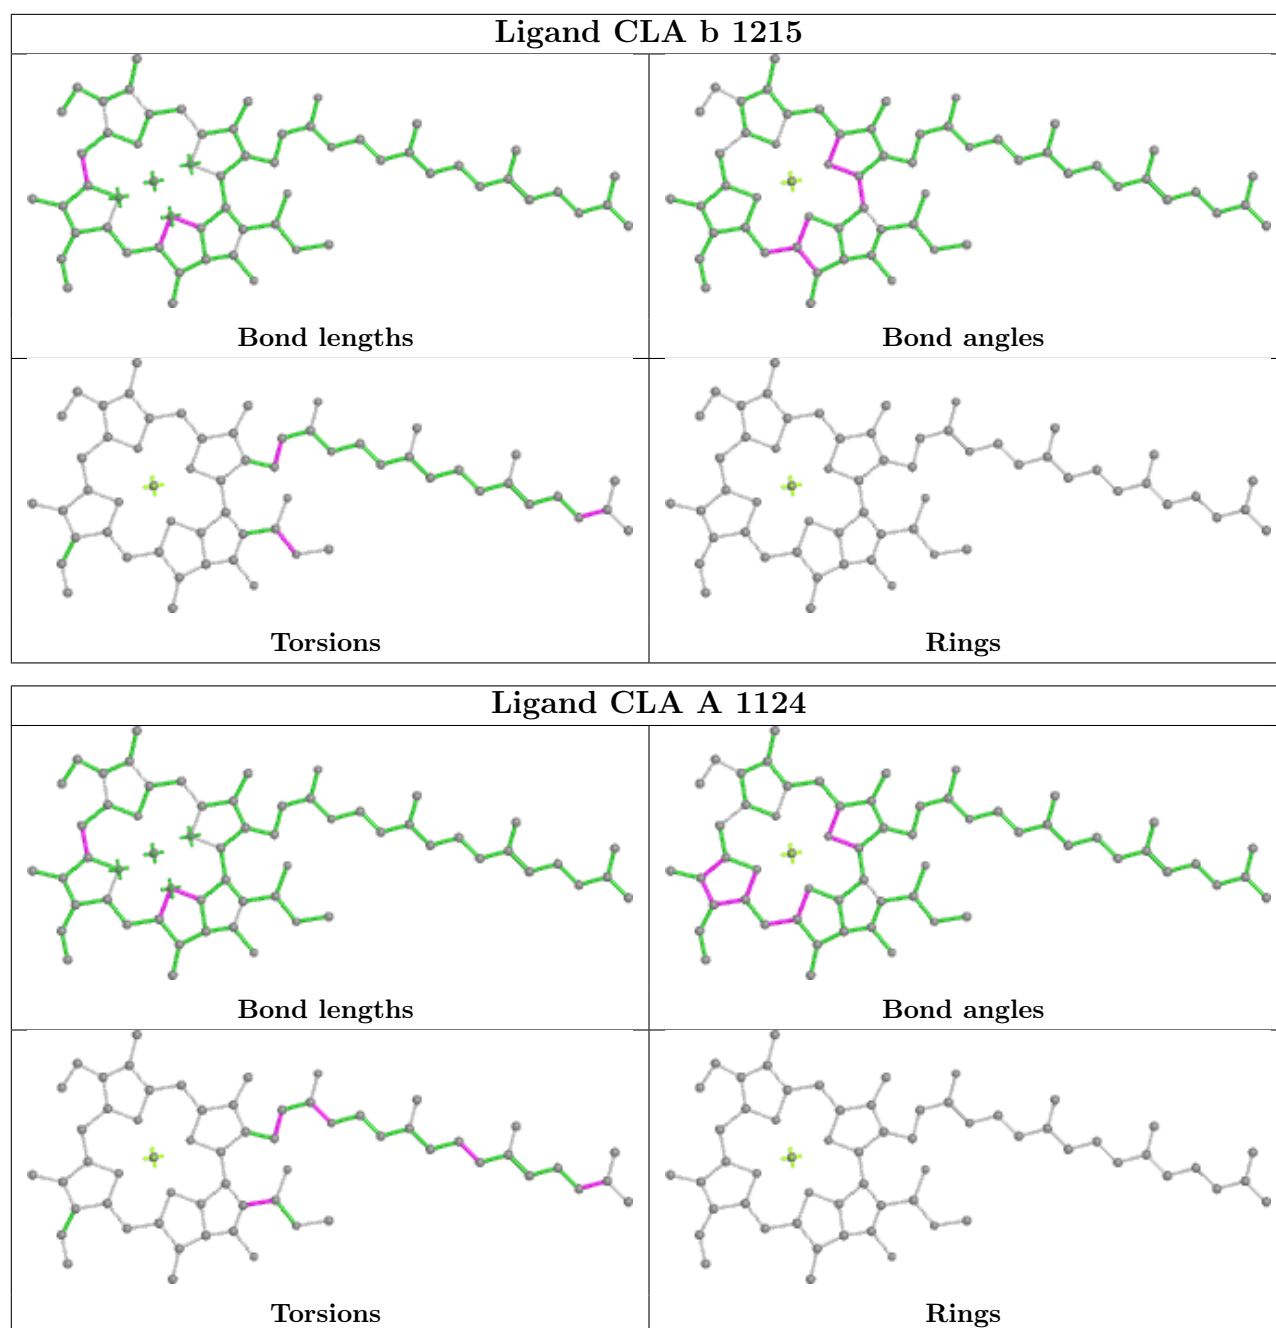 Ligand CLA b 1215
Bond lengths
Bond angles
Torsions
Rings
Ligand CLA A 1124
Bond lengths
Bond angles
Torsions
Rings